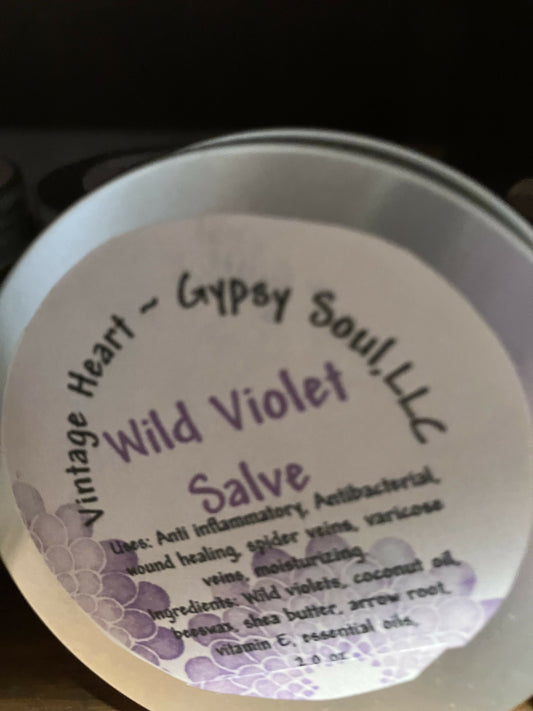 Vintage Heart ~ Gypsy Soul, LLC
Wild Violet
Salve
Uses: Anti inflammatory, Antibacterial,
wound healing, spider veins, varicose
veins, moisturizing
Ingredients: Wild violets, coconut oil,
beeswax, shea butter, arrow root,
vitamin E, essential oils,
2.0 oz